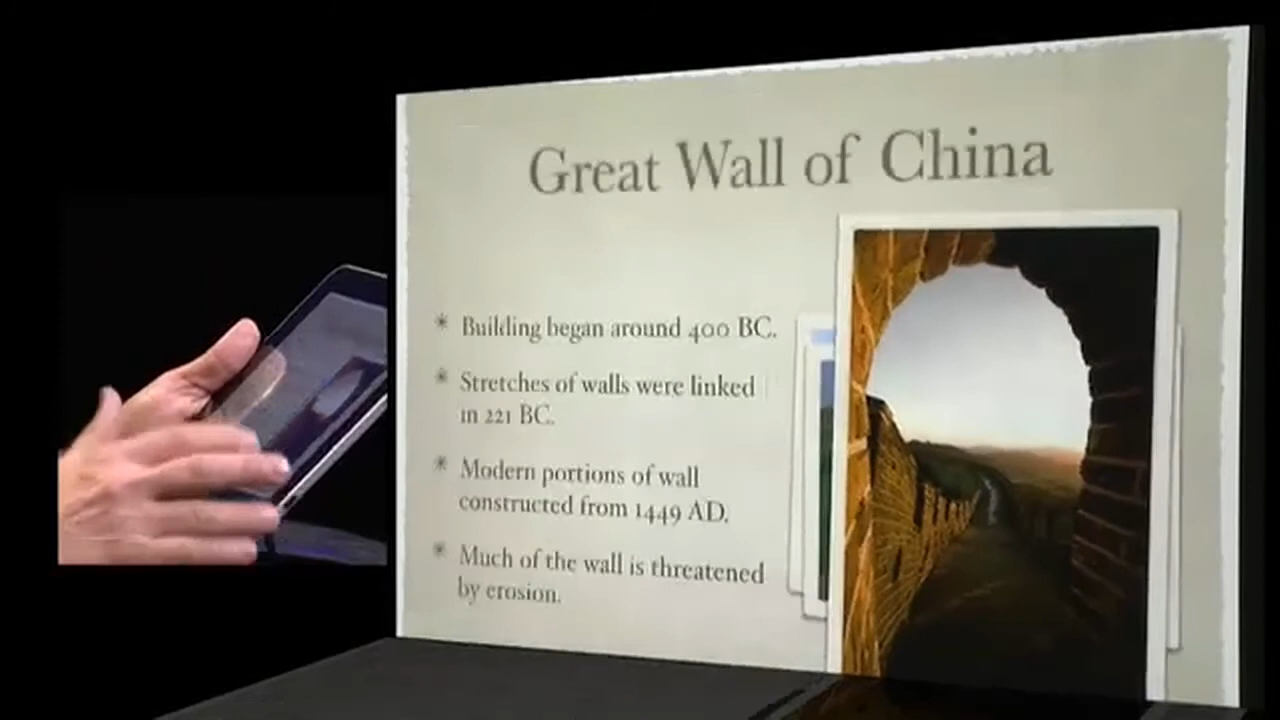 Great Wall of China
* Building began around 400 BC.
* Stretches of walls were linked
in 221 BC.
* Modern portions of wall
constructed from 1449 AD.
* Much of the wall is threatened
by erosion.